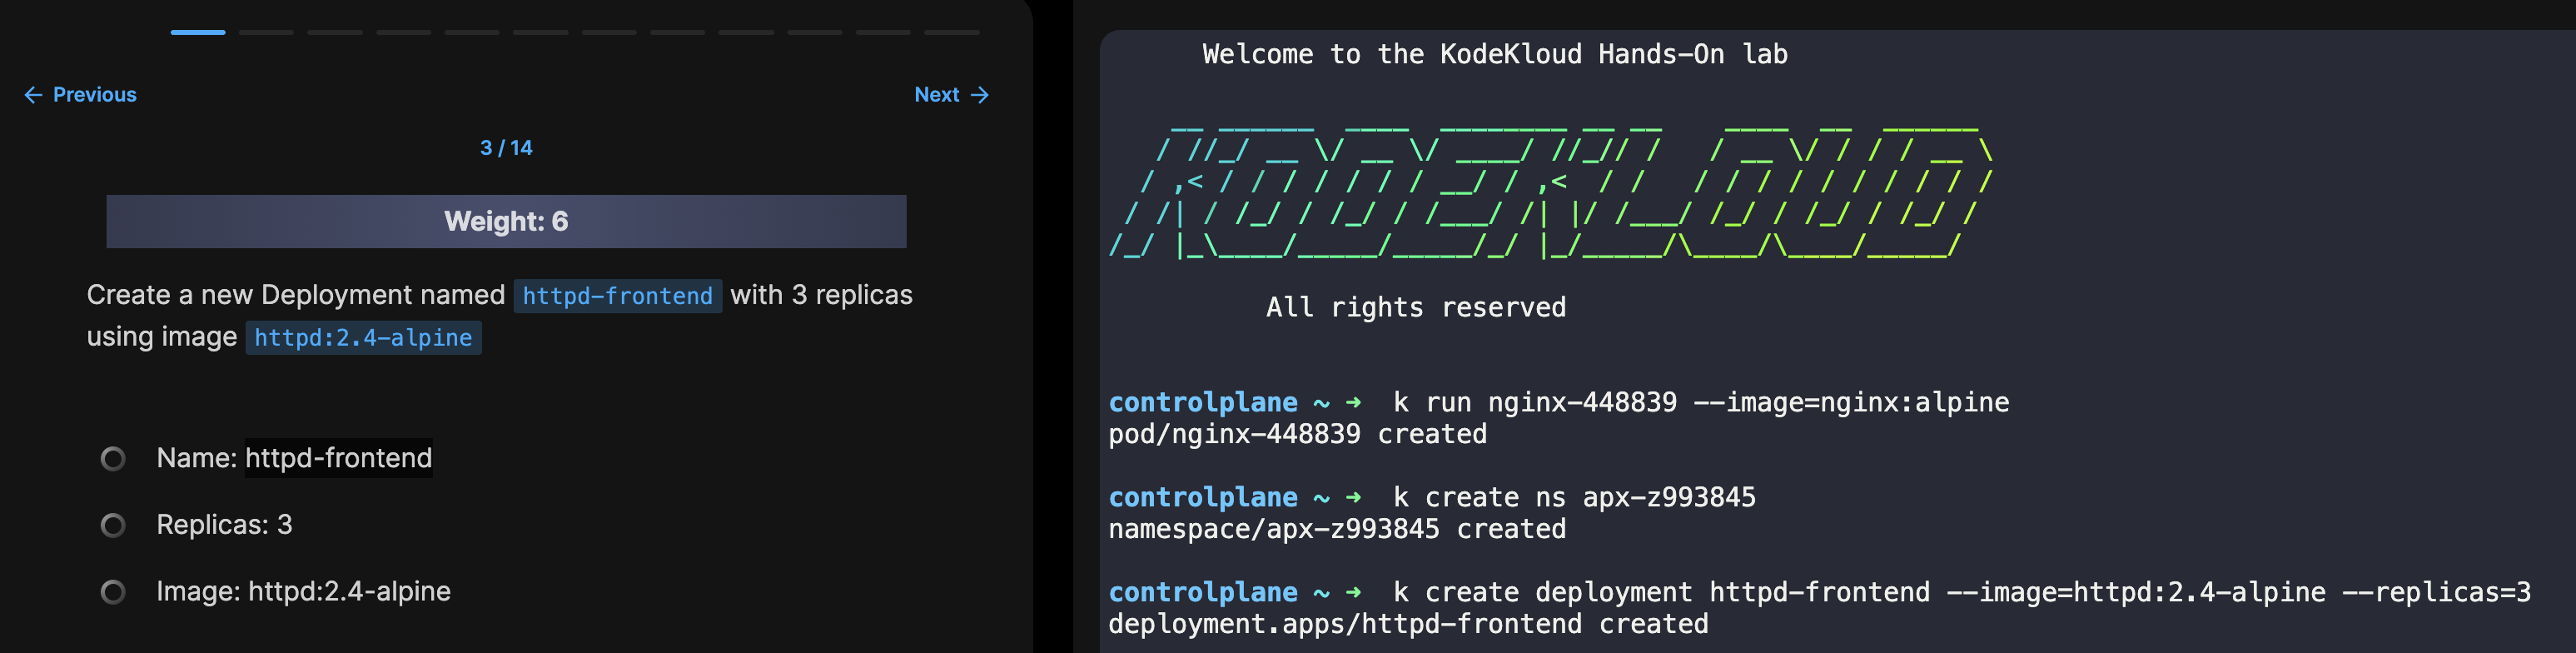 ← Previous
Next →
3 / 14
Weight: 6
Create a new Deployment named httpd-frontend with 3 replicas
using image httpd:2.4-alpine
Name: httpd-frontend
Replicas: 3
Image: httpd:2.4-alpine
Welcome to the KodeKloud Hands-On lab
KODEKLOUD
All rights reserved
controlplane ~ ➜  k run nginx-448839 --image=nginx:alpine
pod/nginx-448839 created
controlplane ~ ➜  k create ns apx-z993845
namespace/apx-z993845 created
controlplane ~ ➜  k create deployment httpd-frontend --image=httpd:2.4-alpine --replicas=3
deployment.apps/httpd-frontend created